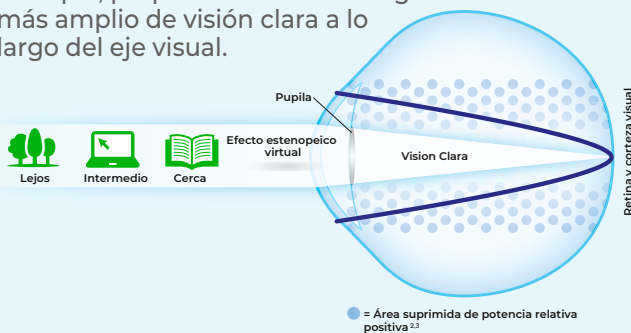 más amplio de visión clara a lo
largo del eje visual.
Pupila
Efecto estenopeico
virtual
Vision Clara
Lejos
Intermedio
Cerca
Retina y corteza visual
= Área suprimida de potencia relativa
positiva 2,3